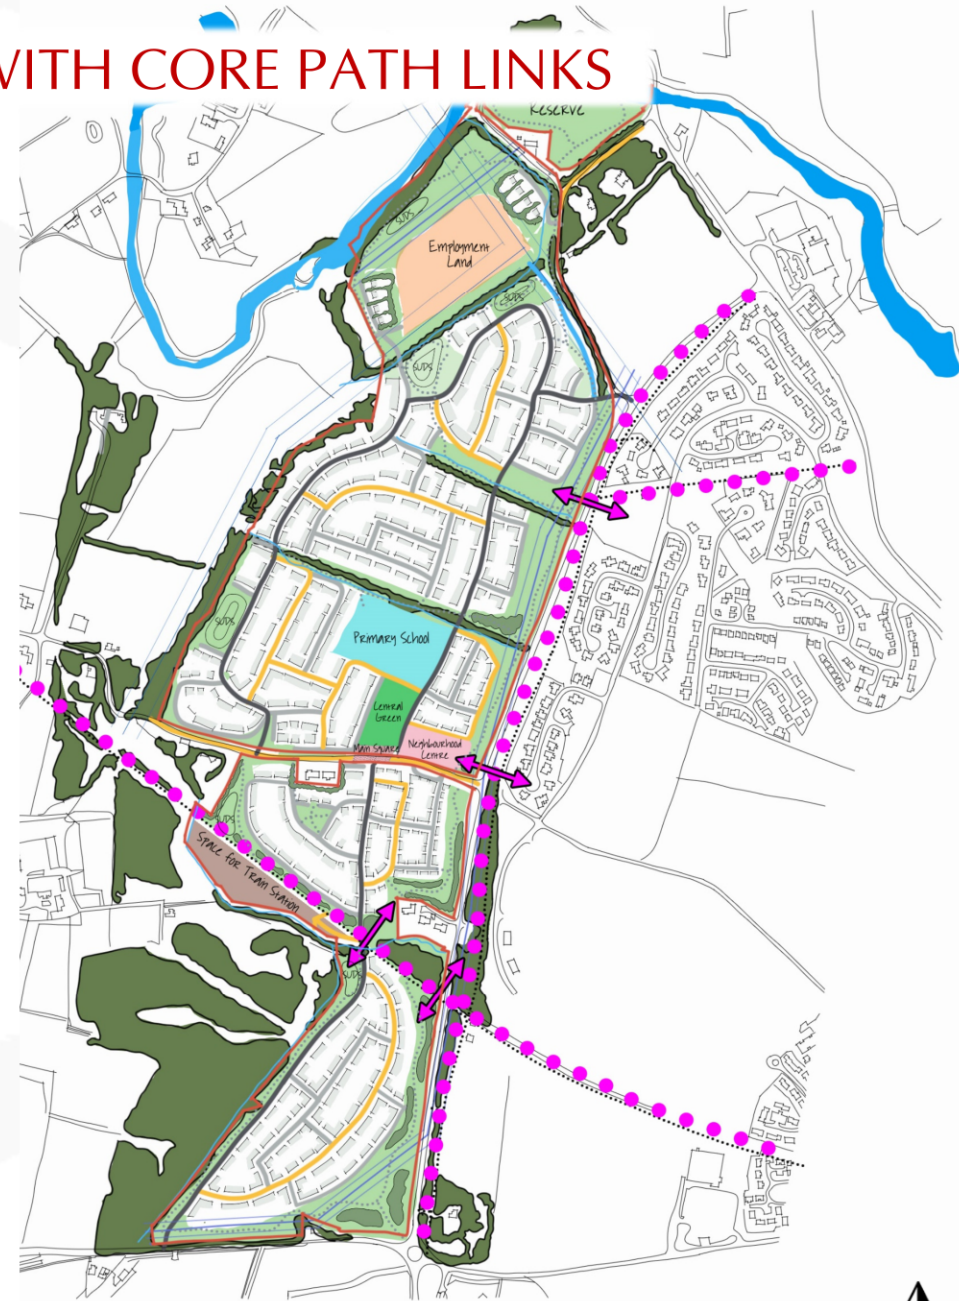 WITH CORE PATH LINKS
Reserve
SUDS
Employment
Land
SUDS
SUDS
SUDS
Primary School
Central
Green
Main Square
Neighbourhood
Centre
SUDS
Space for Train Station
SUDS